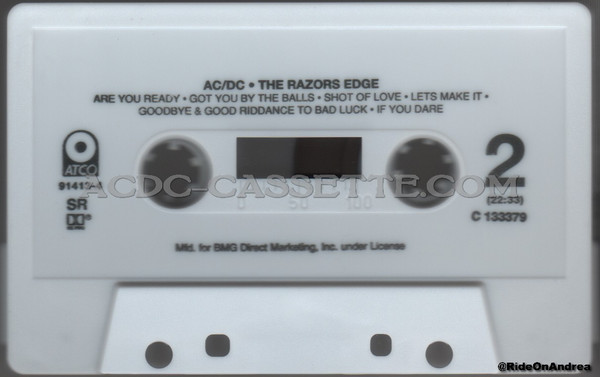 AC/DC • THE RAZORS EDGE
ARE YOU READY • GOT YOU BY THE BALLS • SHOT OF LOVE • LETS MAKE IT •
GOODBYE & GOOD RIDDANCE TO BAD LUCK • IF YOU DARE
ATCO
2
ACDC-CASSETTE.COM
SR
0 50 100
(22:33)
C 133379
Mfd. for BMG Direct Marketing, Inc. under License
@RideOnAndrea